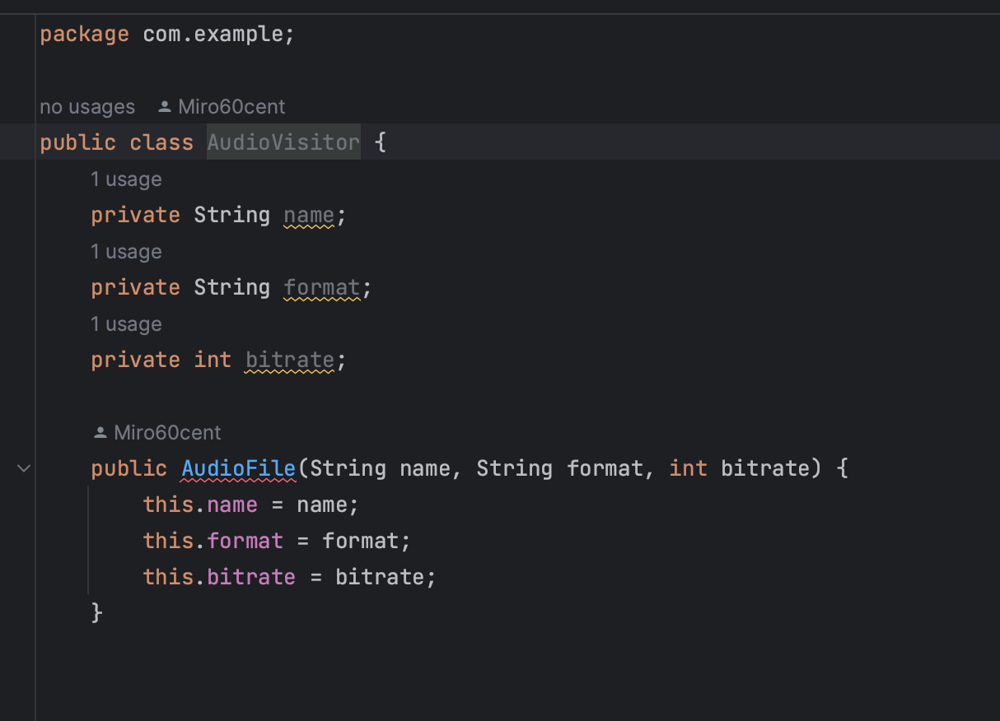 package com.example;
no usages Miro60cent
public class AudioVisitor {
1 usage
private String name;
1 usage
private String format;
1 usage
private int bitrate;
Miro60cent
public AudioFile(String name, String format, int bitrate) {
this.name = name;
this.format = format;
this.bitrate = bitrate;
}